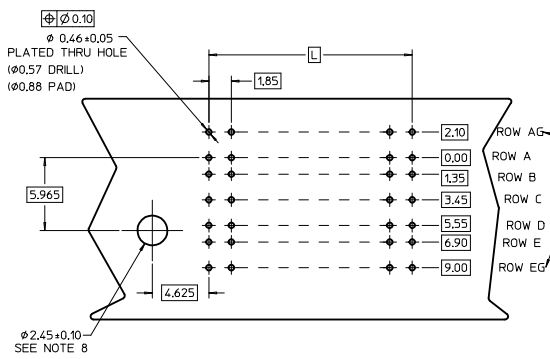 ⌖ Ø 0.10
Ø 0.46±0.05
PLATED THRU HOLE
(Ø0.57 DRILL)
(Ø0.88 PAD)
L
1.85
2.10 ROW AG
0.00 ROW A
1.35 ROW B
3.45 ROW C
5.55 ROW D
6.90 ROW E
9.00 ROW EG
5.965
4.625
Ø2.45±0.10
SEE NOTE 8